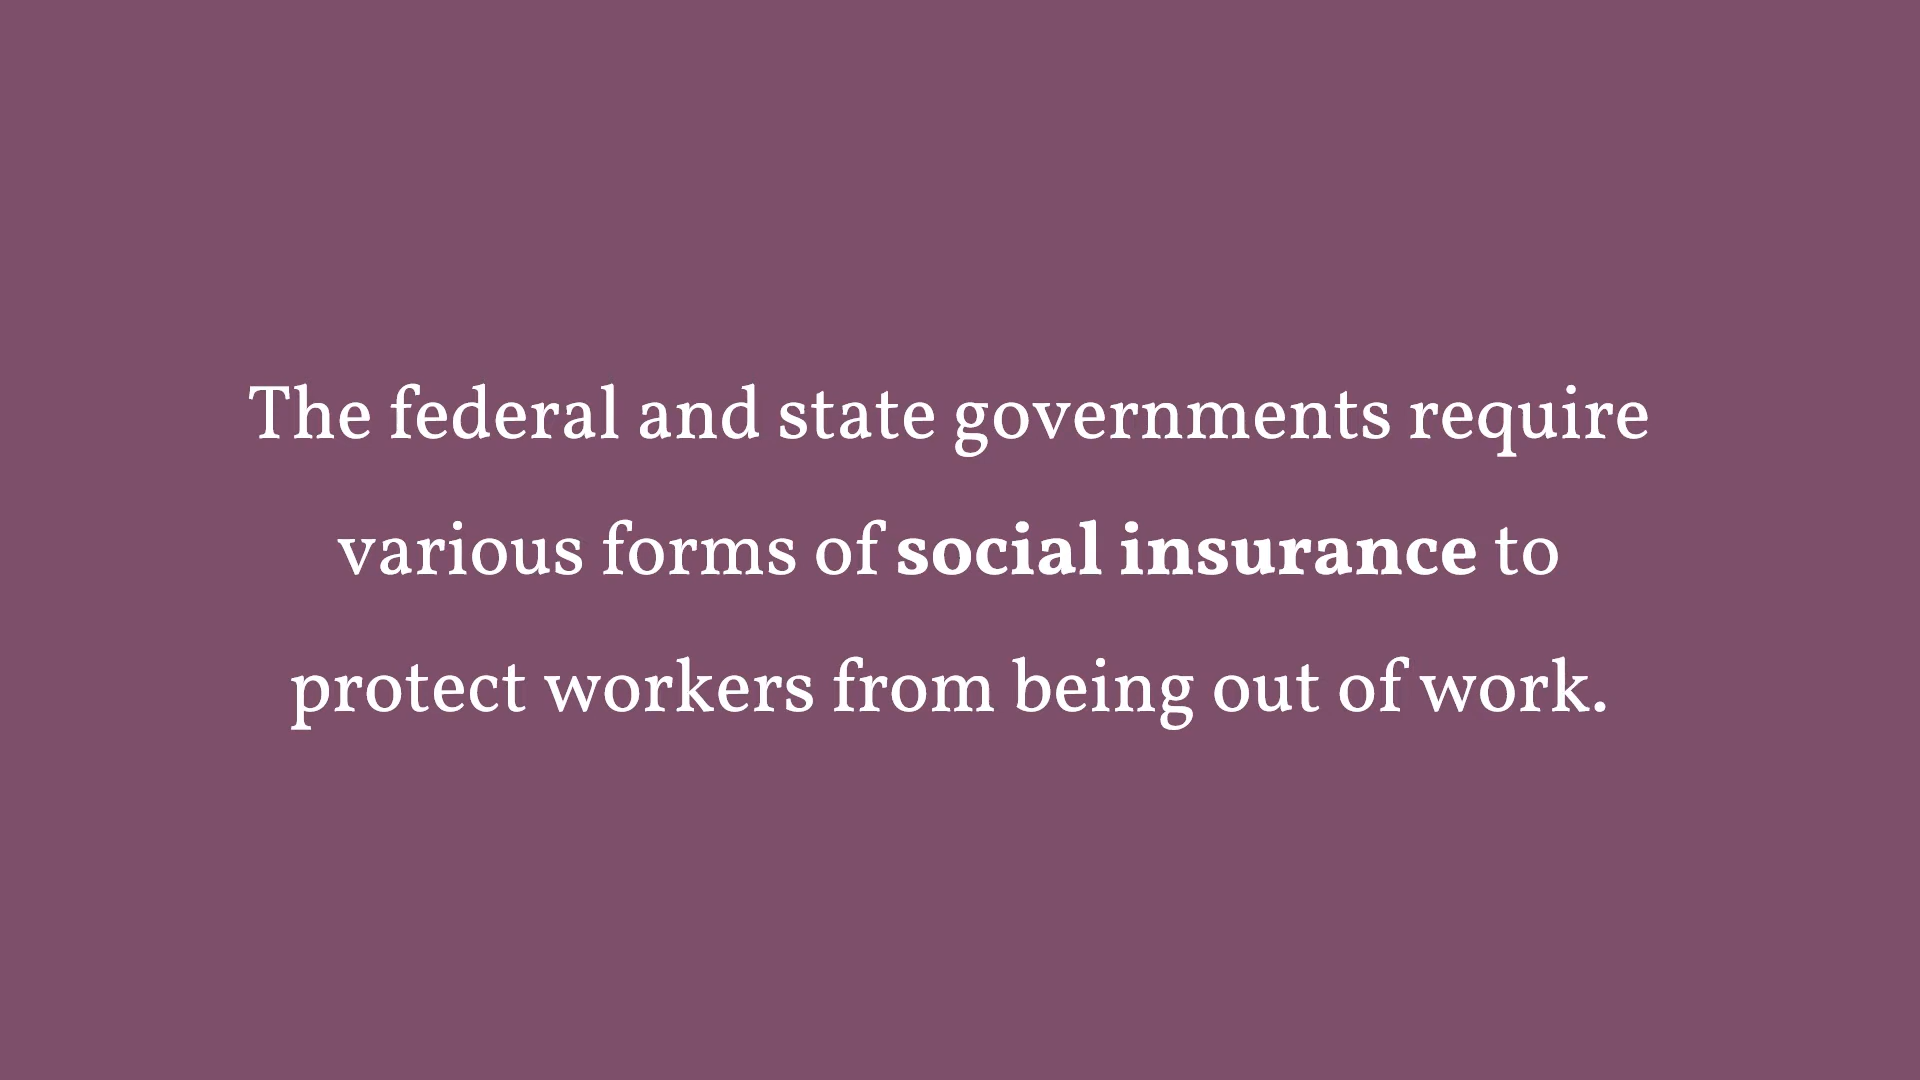 The federal and state governments require
various forms of social insurance to
protect workers from being out of work.